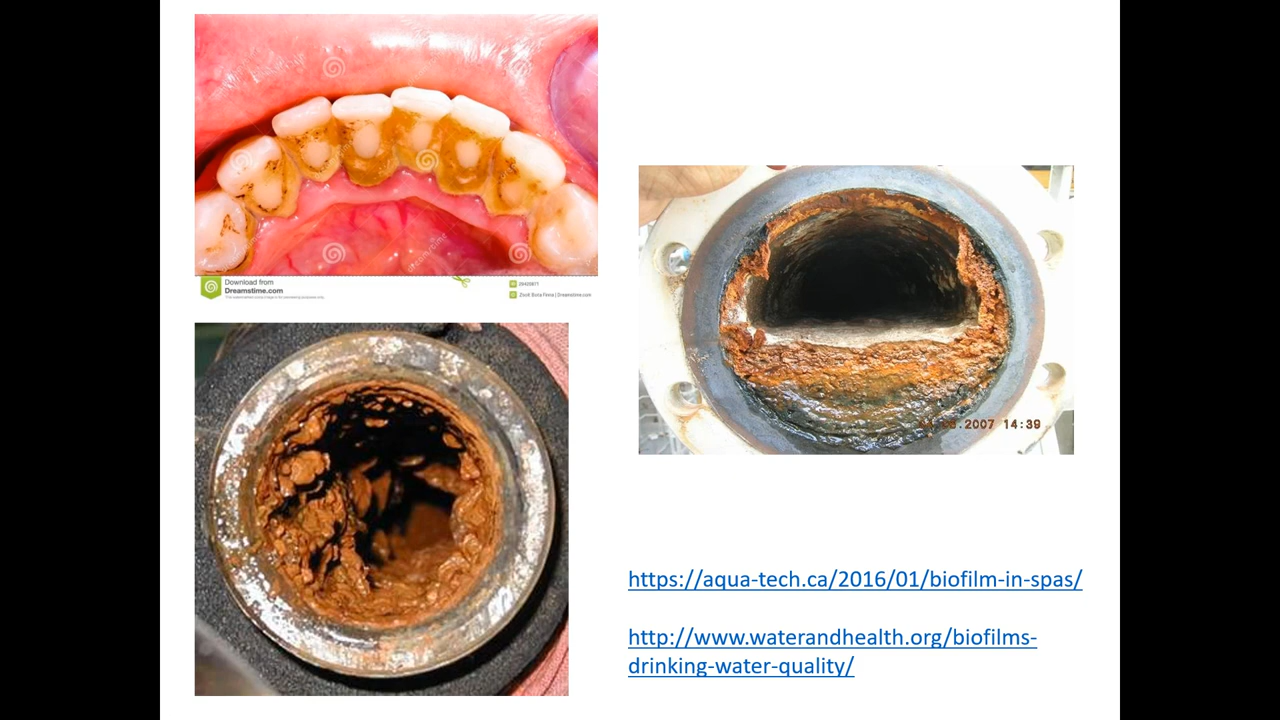 Download from
Dreamstime.com
.2007 14:39
https://aqua-tech.ca/2016/01/biofilm-in-spas/
http://www.waterandhealth.org/biofilms-
drinking-water-quality/